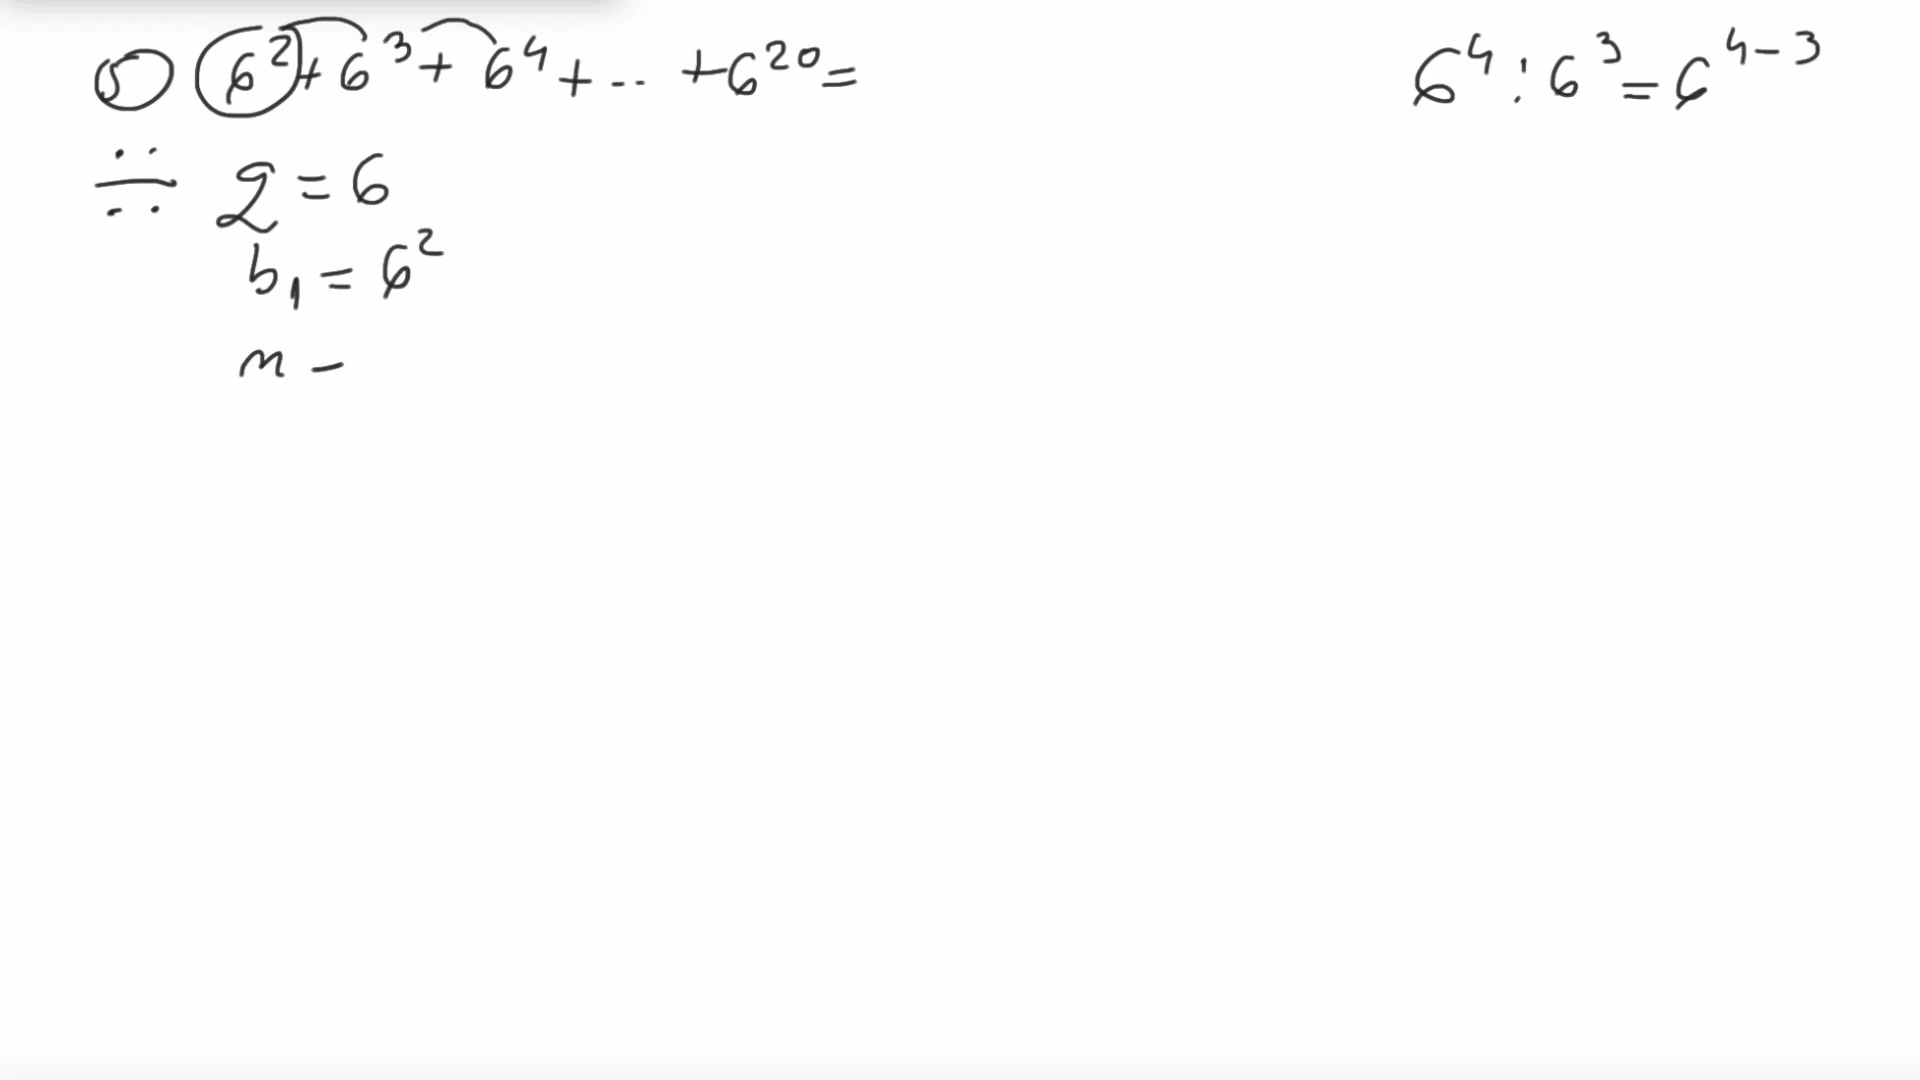 5 6² + 6³ + 6⁴ + ... + 6²⁰ = 6⁴ : 6³ = 6⁴⁻³
÷÷ q = 6
b₁ = 6²
n –